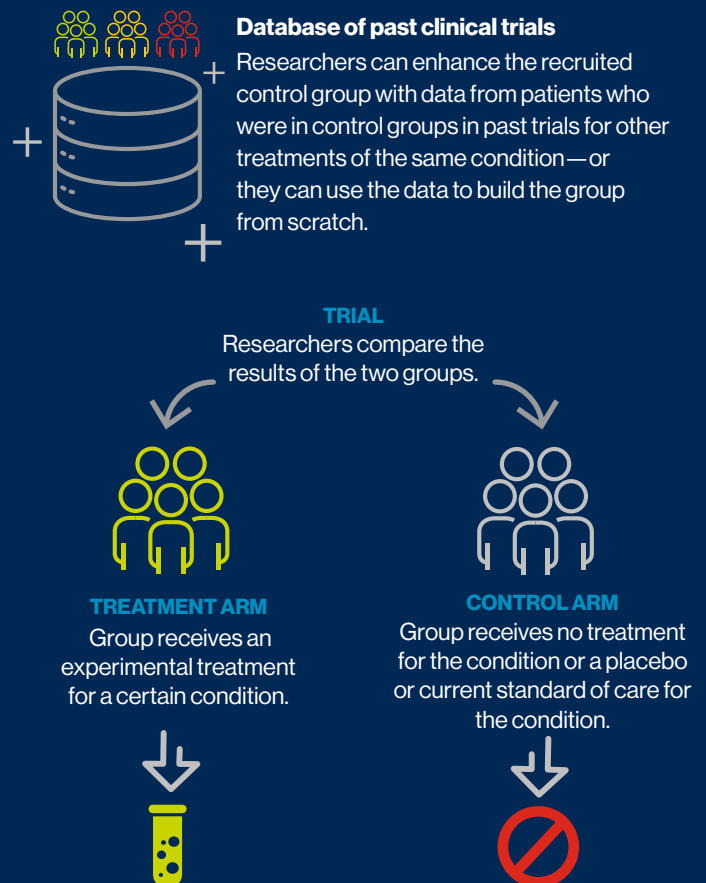 Database of past clinical trials
Researchers can enhance the recruited
control group with data from patients who
were in control groups in past trials for other
treatments of the same condition—or
they can use the data to build the group
from scratch.
TRIAL
Researchers compare the
results of the two groups.
TREATMENT ARM
Group receives an
experimental treatment
for a certain condition.
CONTROL ARM
Group receives no treatment
for the condition or a placebo
or current standard of care for
the condition.